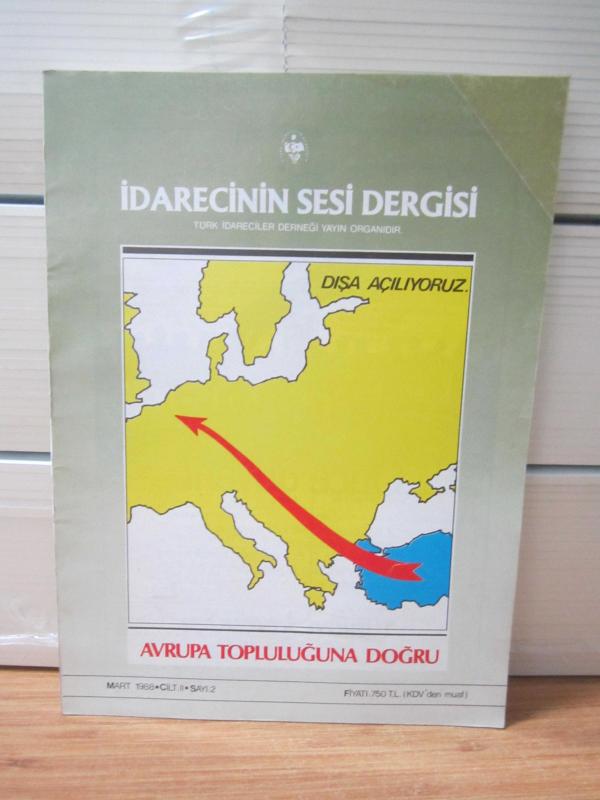 İDARECİNİN SESİ DERGİSİ
TÜRK İDARECİLER DERNEĞİ YAYIN ORGANIDIR.
DIŞA AÇILIYORUZ.
AVRUPA TOPLULUĞUNA DOĞRU
MART 1988•CİLT.II•SAYI.2
FİYATI.750 T.L. (KDV'den muaf)